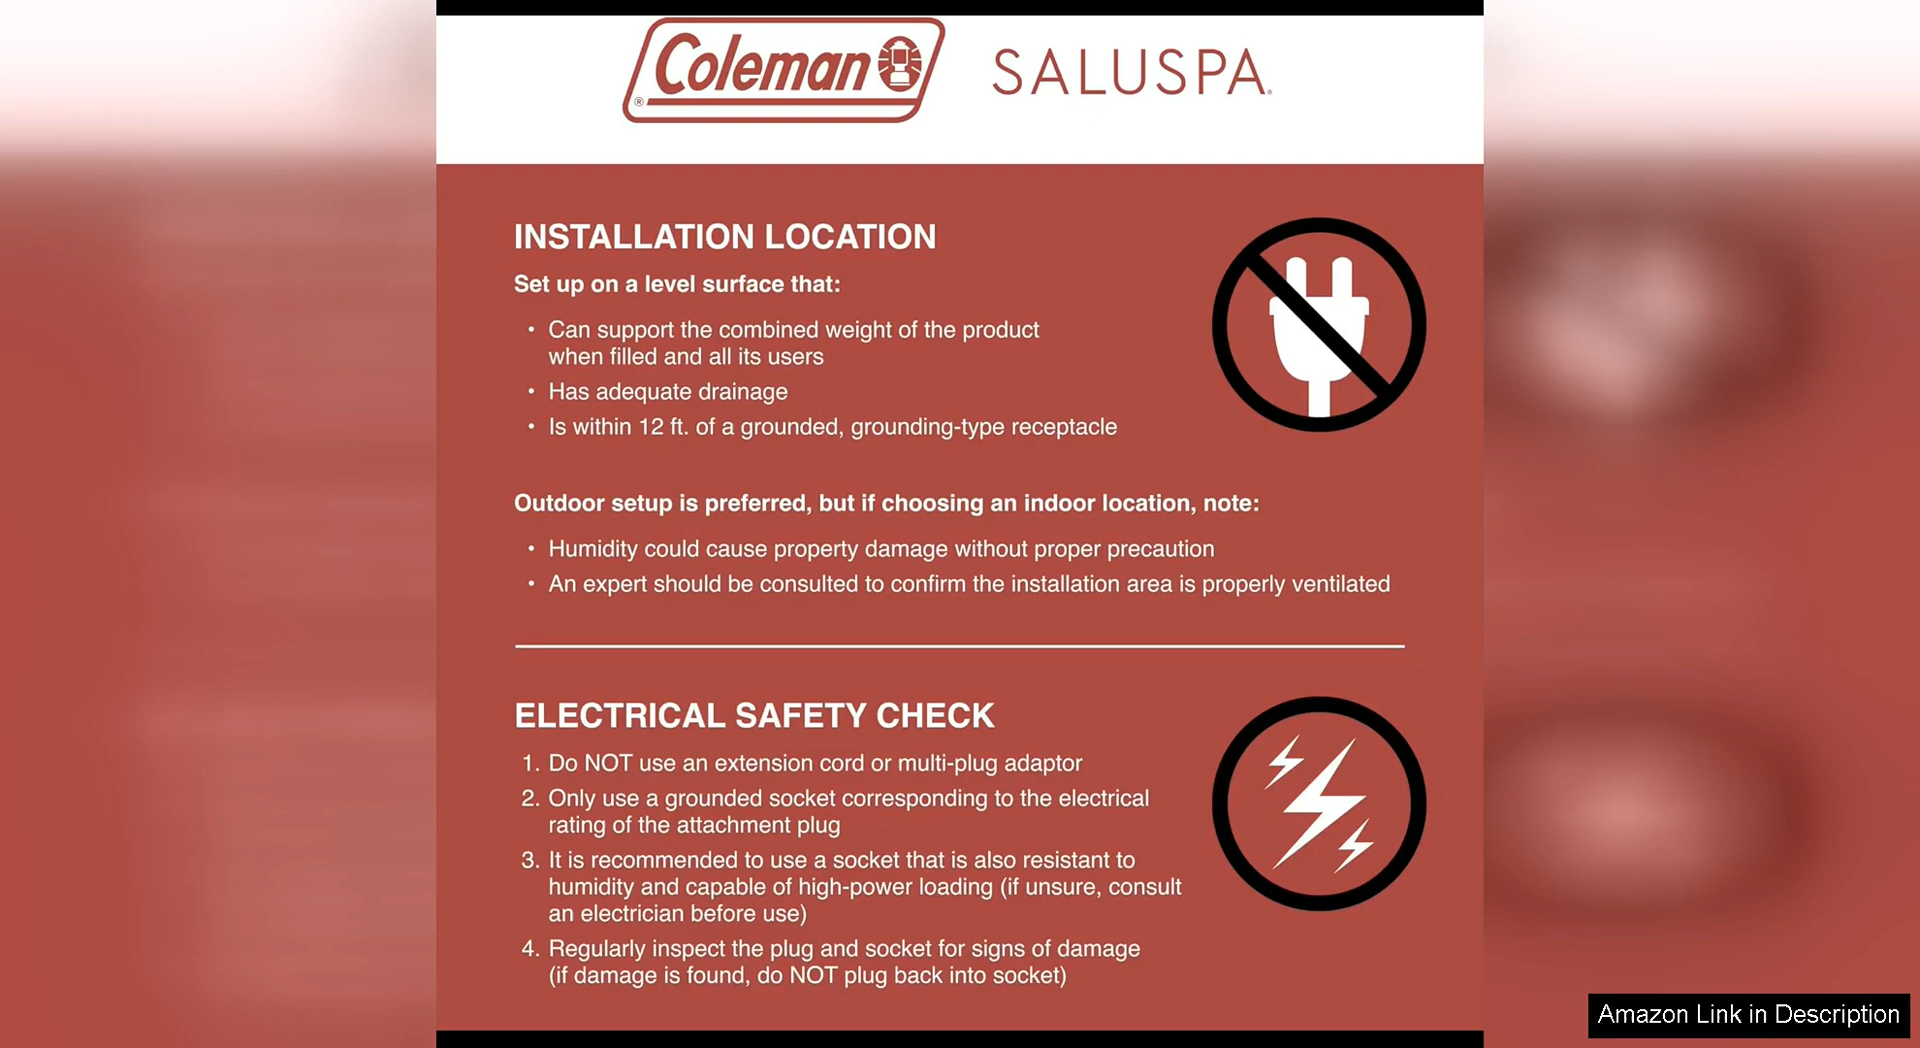 Coleman
®
SALUSPA.
INSTALLATION LOCATION
Set up on a level surface that:
• Can support the combined weight of the product
when filled and all its users
• Has adequate drainage
• Is within 12 ft. of a grounded, grounding-type receptacle
Outdoor setup is preferred, but if choosing an indoor location, note:
• Humidity could cause property damage without proper precaution
• An expert should be consulted to confirm the installation area is properly ventilated
ELECTRICAL SAFETY CHECK
1. Do NOT use an extension cord or multi-plug adaptor
2. Only use a grounded socket corresponding to the electrical
rating of the attachment plug
3. It is recommended to use a socket that is also resistant to
humidity and capable of high-power loading (if unsure, consult
an electrician before use)
4. Regularly inspect the plug and socket for signs of damage
(if damage is found, do NOT plug back into socket)
Amazon Link in Description